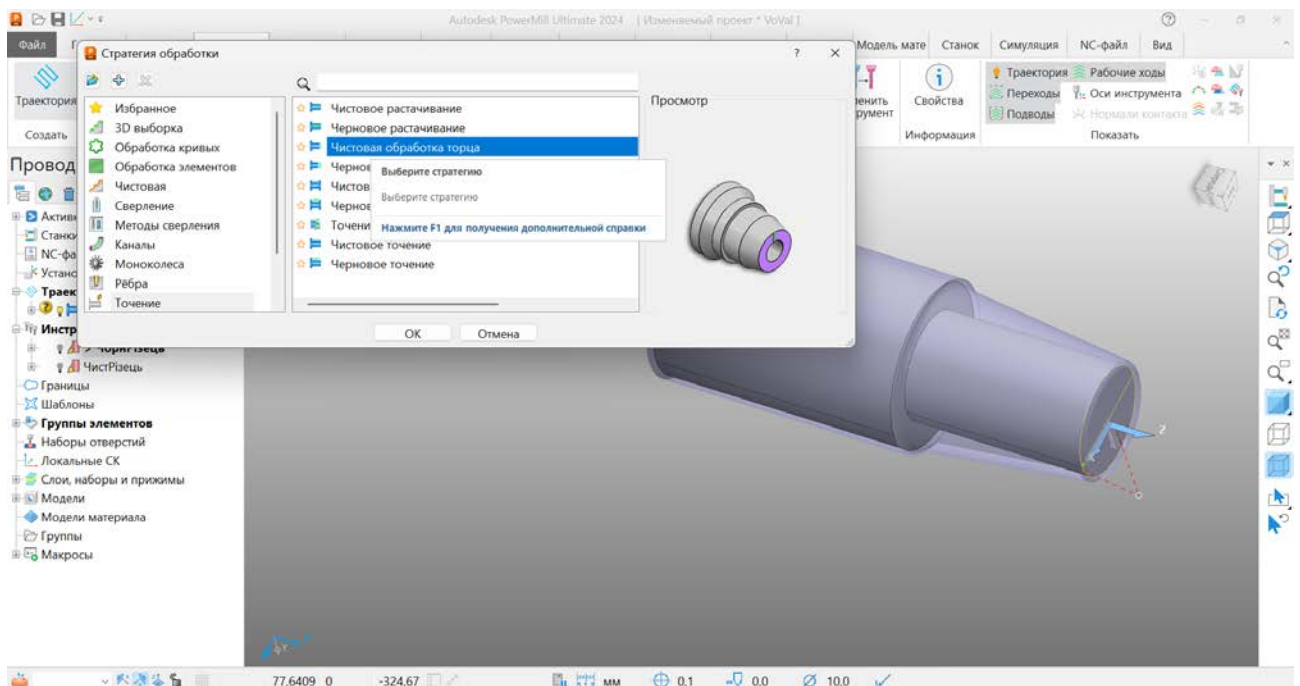 Autodesk PowerMill Ultimate 2024 [ Изменяемый проект * VoVal ]
Файл
Модель мате Станок Симуляция NC-файл Вид
Стратегия обработки
Траектория
Создать
Свойства
Информация
Траектория Рабочие ходы
Переходы Оси инструмента
Подводы Нормали контакта
Показать
Избранное
3D выборка
Обработка кривых
Обработка элементов
Чистовая
Сверление
Методы сверления
Каналы
Моноколеса
Рёбра
Точение
Чистовое растачивание
Черновое растачивание
Чистовая обработка торца
Выберите стратегию
Выберите стратегию
Нажмите F1 для получения дополнительной справки
Чистовое точение
Черновое точение
Просмотр
OK Отмена
ЧистРізець
Границы
Шаблоны
Группы элементов
Наборы отверстий
Локальные СК
Слои, наборы и прижимы
Модели
Модели материала
Группы
Макросы
Z
77.6409 0 -324.67 мм 0.1 0.0 10.0